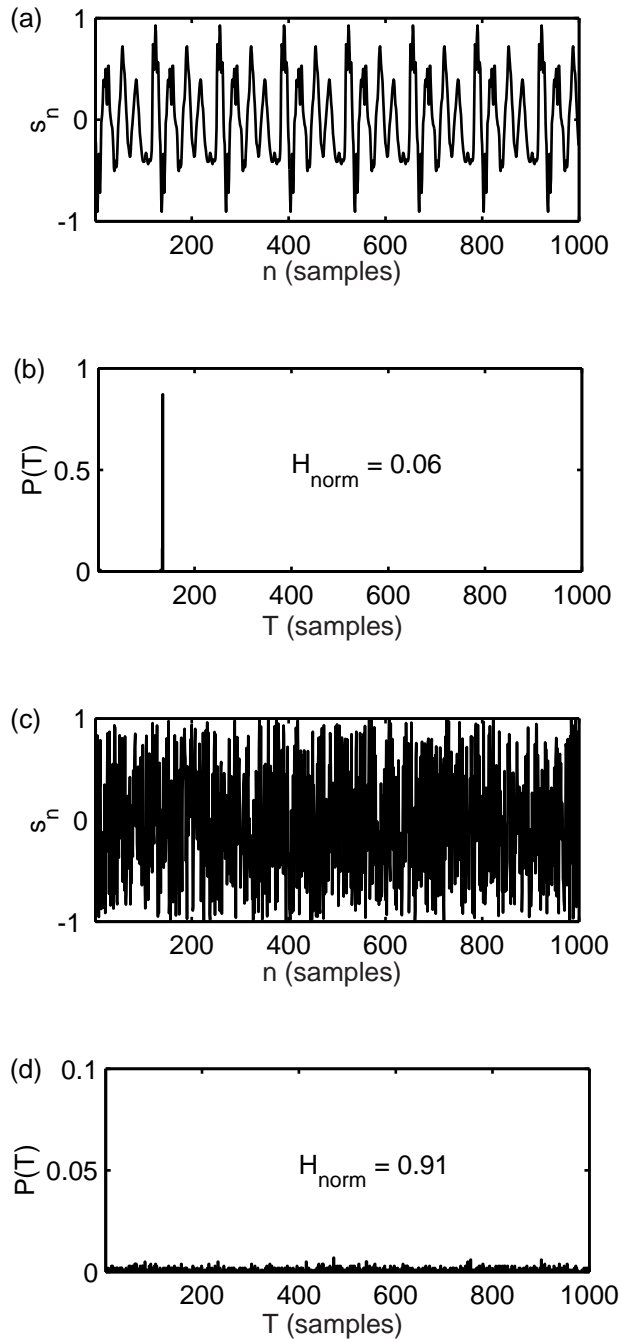 (a)
1
0
-1
s_n
200 400 600 800 1000
n (samples)
(b)
1
0.5
0
P(T)
H_norm = 0.06
200 400 600 800 1000
T (samples)
(c)
1
0
-1
s_n
200 400 600 800 1000
n (samples)
(d)
0.1
0.05
0
P(T)
H_norm = 0.91
200 400 600 800 1000
T (samples)